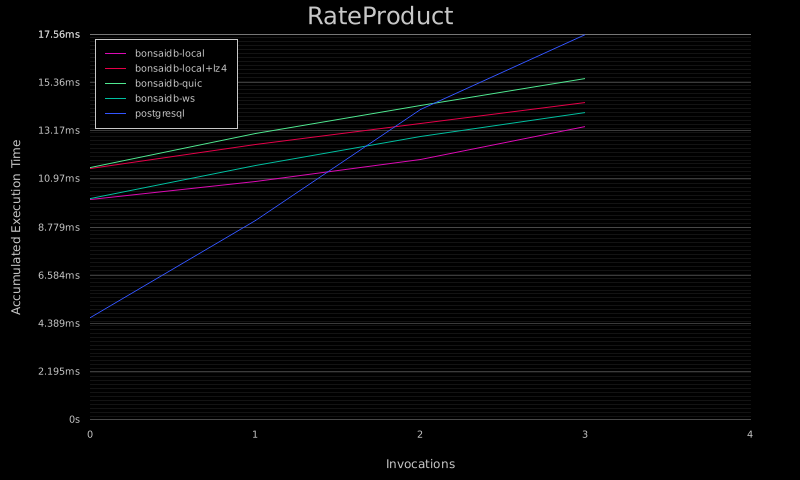 RateProduct
17.56ms
15.36ms
13.17ms
10.97ms
8.779ms
6.584ms
4.389ms
2.195ms
0s
Accumulated Execution Time
bonsaidb-local
bonsaidb-local+lz4
bonsaidb-quic
bonsaidb-ws
postgresql
0 1 2 3 4
Invocations